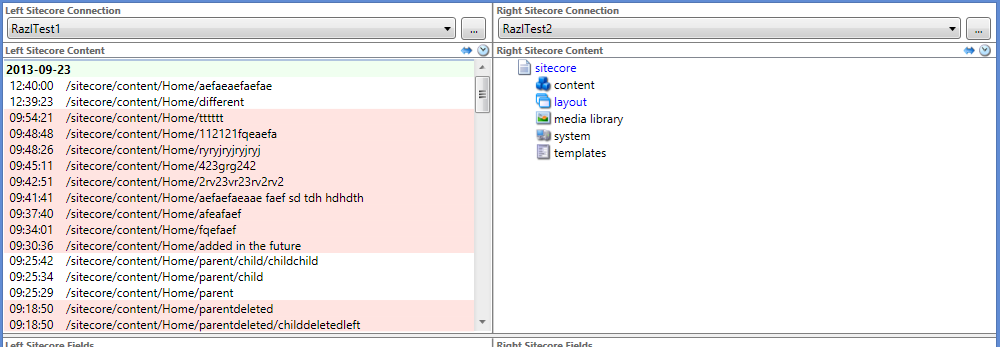 Left Sitecore Connection
RazlTest1
...
Left Sitecore Content
2013-09-23
12:40:00 /sitecore/content/Home/aefaeaefaefae
12:39:23 /sitecore/content/Home/different
09:54:21 /sitecore/content/Home/tttttt
09:48:48 /sitecore/content/Home/112121fqeaefa
09:48:26 /sitecore/content/Home/ryryjryjryjryj
09:45:11 /sitecore/content/Home/423grg242
09:42:51 /sitecore/content/Home/2rv23vr23rv2rv2
09:41:41 /sitecore/content/Home/aefaefaeaae faef sd tdh hdhdth
09:37:40 /sitecore/content/Home/afeafaef
09:34:01 /sitecore/content/Home/fqefaef
09:30:36 /sitecore/content/Home/added in the future
09:25:42 /sitecore/content/Home/parent/child/childchild
09:25:34 /sitecore/content/Home/parent/child
09:25:29 /sitecore/content/Home/parent
09:18:50 /sitecore/content/Home/parentdeleted
09:18:50 /sitecore/content/Home/parentdeleted/childdeletedleft
Left Sitecore Fields
Right Sitecore Connection
RazlTest2
...
Right Sitecore Content
sitecore
content
layout
media library
system
templates
Right Sitecore Fields